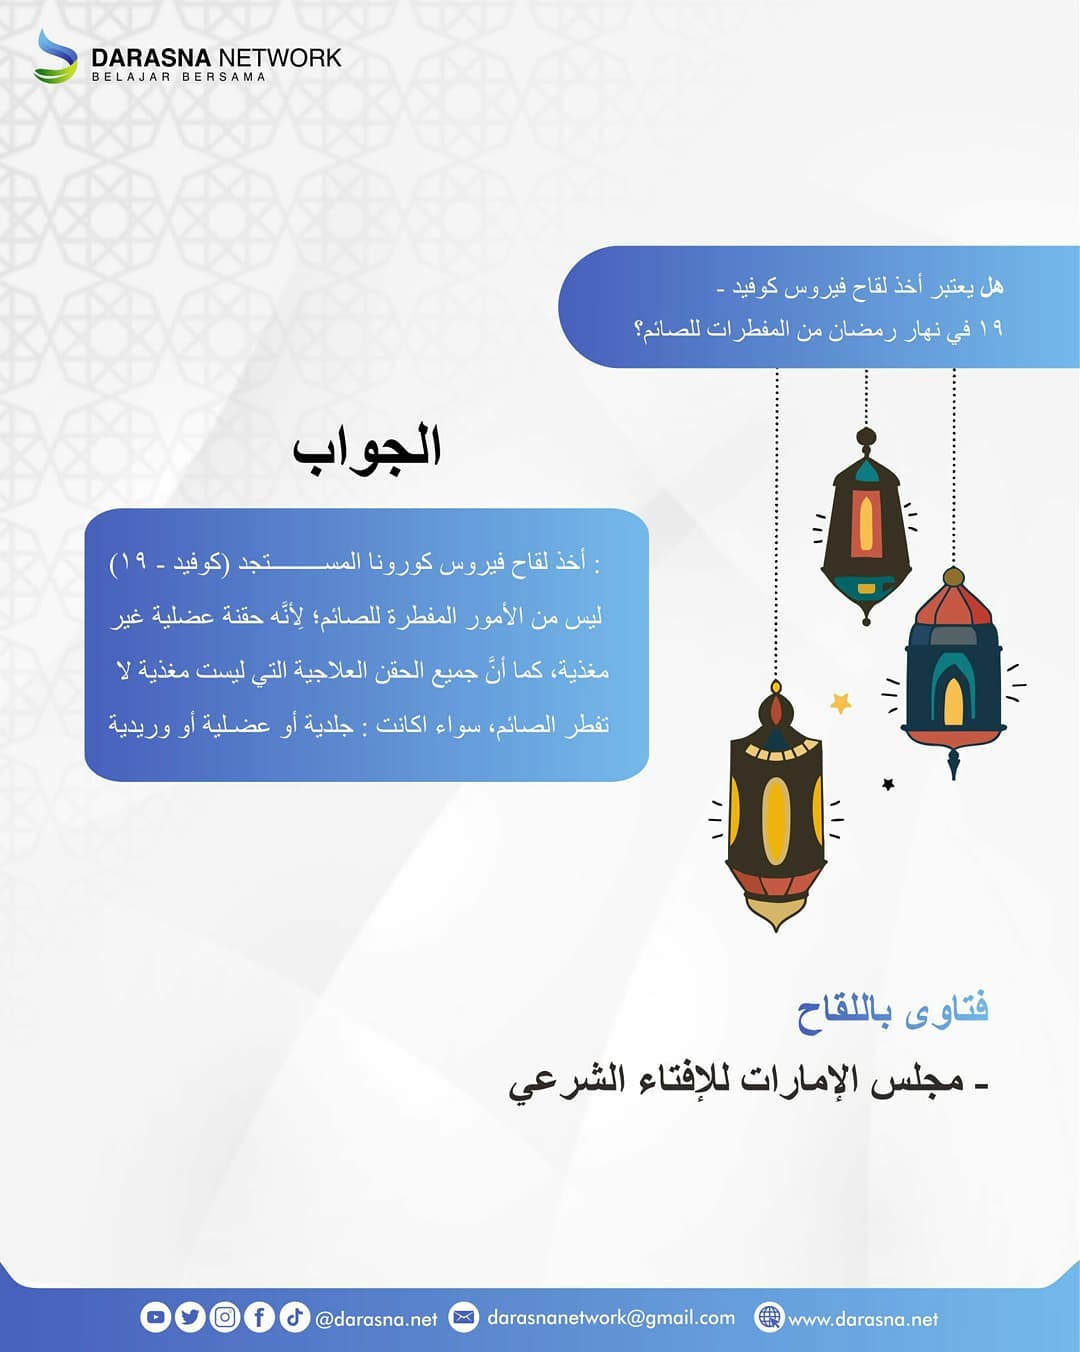 DARASNA NETWORK
BELAJAR BERSAMA
هل يعتبر أخذ لقاح فيروس كوفيد -
١٩ في نهار رمضان من المفطرات للصائم؟
الجواب
: أخذ لقاح فيروس كورونا المســـــــتجد (كوفيد - ١٩)
ليس من الأمور المفطرة للصائم؛ لِأنَّه حقنة عضلية غير
مغذية، كما أنَّ جميع الحقن العلاجية التي ليست مغذية لا
تفطر الصائم، سواء اكانت : جلدية أو عضـلية أو وريدية
فتاوى باللقاح
- مجلس الإمارات للإفتاء الشرعي
@darasna.net darasnanetwork@gmail.com www.darasna.net